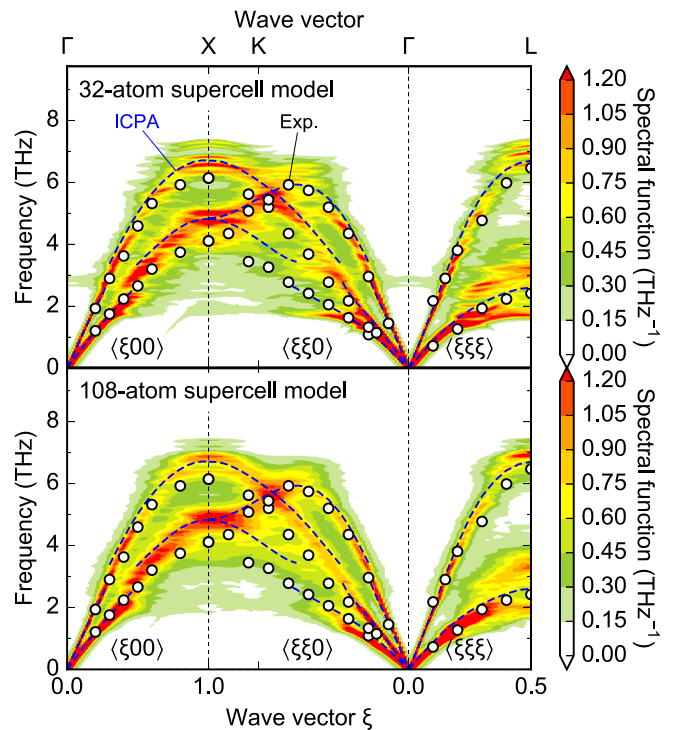 Wave vector
Γ X K Γ L
32-atom supercell model
ICPA
Exp.
Frequency (THz)
8
6
4
2
0
⟨ξ00⟩ ⟨ξξ0⟩ ⟨ξξξ⟩
1.20
1.05
0.90
0.75
0.60
0.45
0.30
0.15
0.00
Spectral function (THz⁻¹)
108-atom supercell model
Frequency (THz)
8
6
4
2
0
⟨ξ00⟩ ⟨ξξ0⟩ ⟨ξξξ⟩
1.20
1.05
0.90
0.75
0.60
0.45
0.30
0.15
0.00
Spectral function (THz⁻¹)
0.0 1.0 0.0 0.5
Wave vector ξ